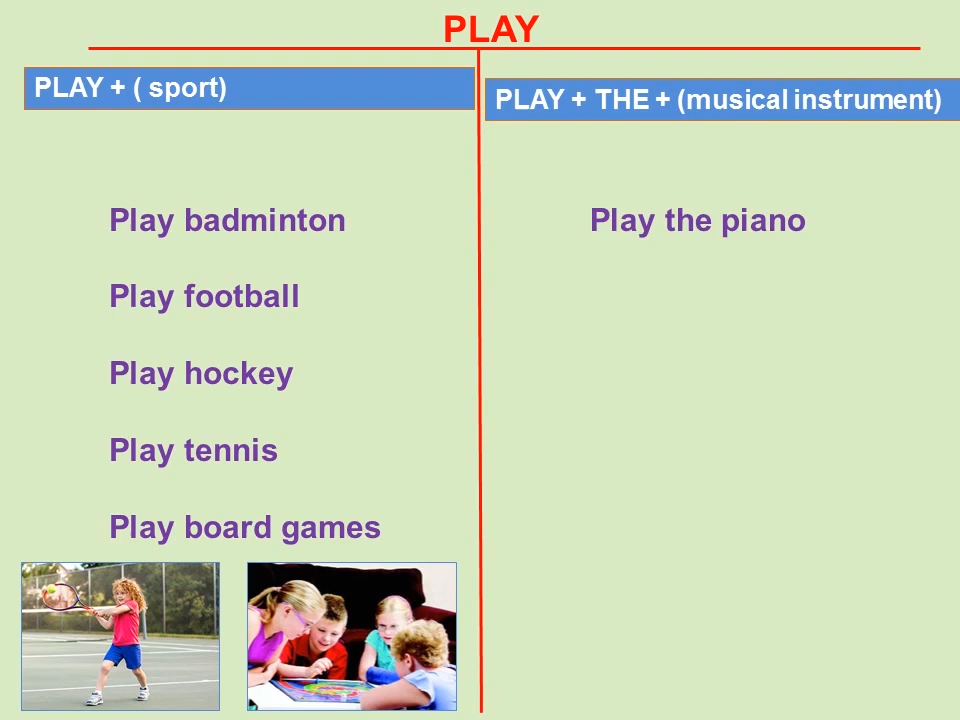 PLAY
PLAY + ( sport)
Play badminton
Play football
Play hockey
Play tennis
Play board games
PLAY + THE + (musical instrument)
Play the piano